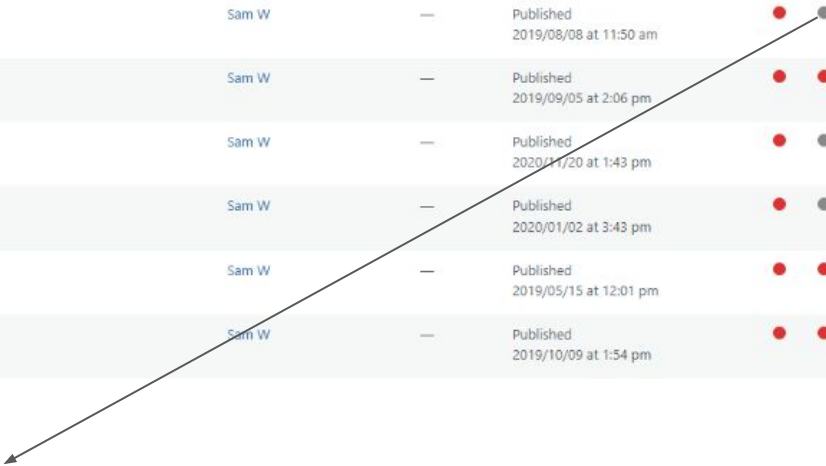 Sam W — Published
2019/08/08 at 11:50 am
Sam W — Published
2019/09/05 at 2:06 pm
Sam W — Published
2020/11/20 at 1:43 pm
Sam W — Published
2020/01/02 at 3:43 pm
Sam W — Published
2019/05/15 at 12:01 pm
Sam W — Published
2019/10/09 at 1:54 pm